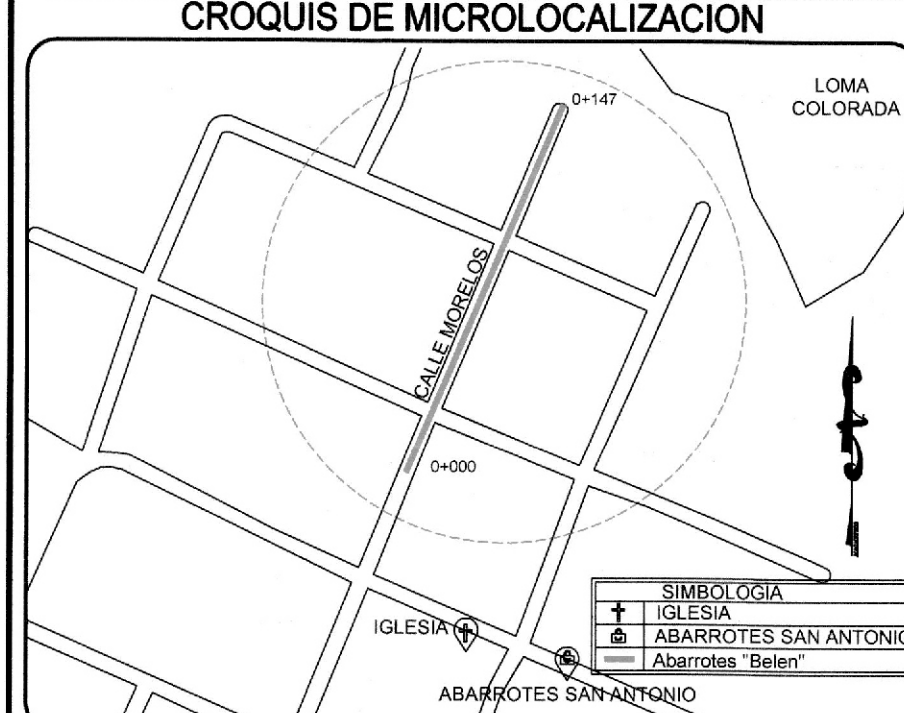 CROQUIS DE MICROLOCALIZACION
LOMA
COLORADA
0+147
CALLE MORELOS
0+000
SIMBOLOGIA
IGLESIA
ABARROTES SAN ANTONIO
Abarrotes "Belen"
IGLESIA
ABARROTES SAN ANTONIO